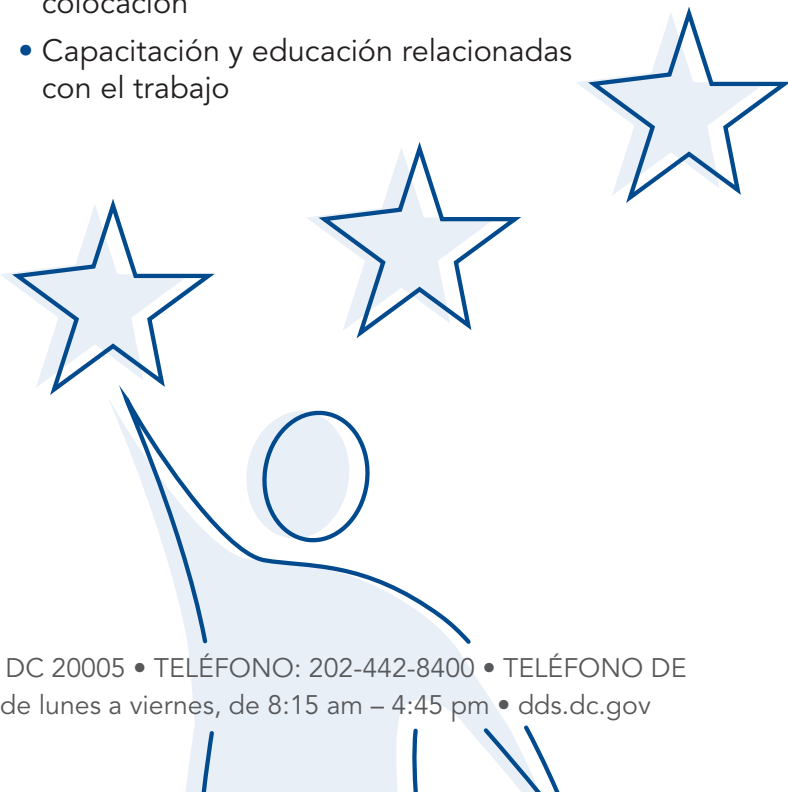 colocación
• Capacitación y educación relacionadas
con el trabajo
DC 20005 • TELÉFONO: 202-442-8400 • TELÉFONO DE
de lunes a viernes, de 8:15 am – 4:45 pm • dds.dc.gov